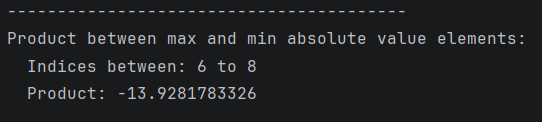 ----------------------------------------
Product between max and min absolute value elements:
  Indices between: 6 to 8
  Product: -13.9281783326